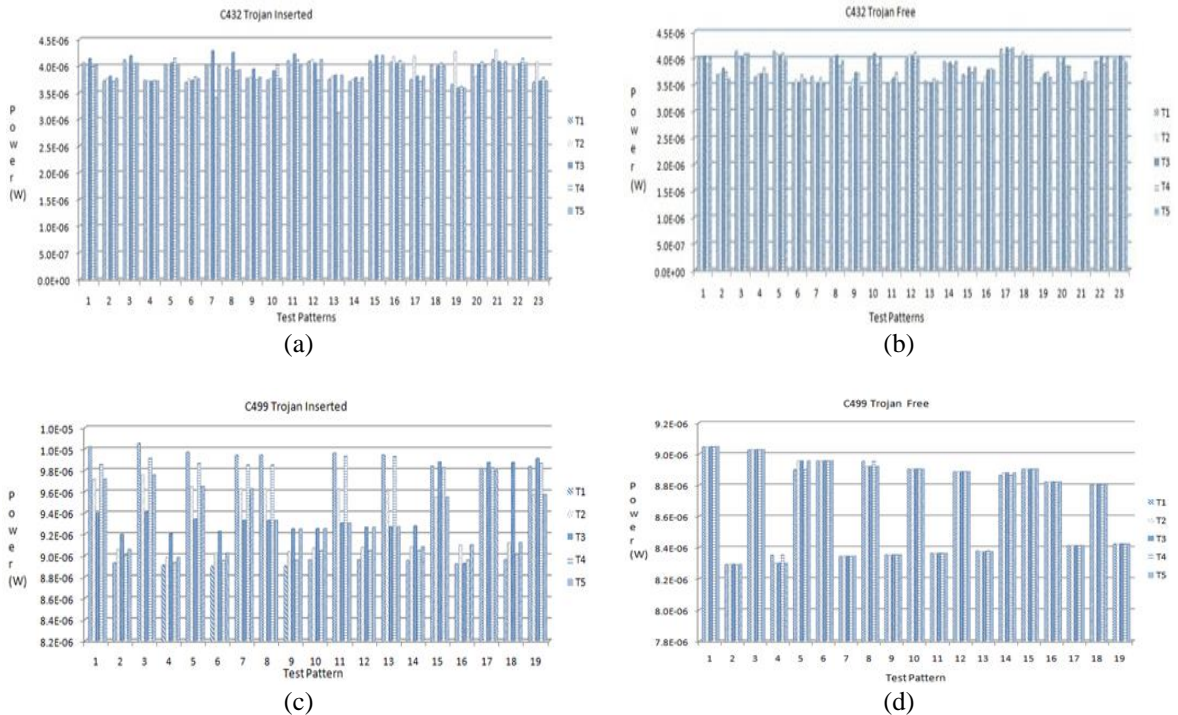 C432 Trojan Inserted
4.5E-06
4.0E-06
3.5E-06
3.0E-06
2.5E-06
2.0E-06
1.5E-06
1.0E-06
5.0E-07
0.0E+00
Power (W)
1 2 3 4 5 6 7 8 9 10 11 12 13 14 15 16 17 18 19 20 21 22 23
Test Patterns
T1
T2
T3
T4
T5
(a)
C432 Trojan Free
4.5E-06
4.0E-06
3.5E-06
3.0E-06
2.5E-06
2.0E-06
1.5E-06
1.0E-06
5.0E-07
0.0E+00
Power (W)
1 2 3 4 5 6 7 8 9 10 11 12 13 14 15 16 17 18 19 20 21 22 23
Test Patterns
T1
T2
T3
T4
T5
(b)
C499 Trojan Inserted
1.0E-05
1.0E-05
9.8E-06
9.6E-06
9.4E-06
9.2E-06
9.0E-06
8.8E-06
8.6E-06
8.4E-06
8.2E-06
Power (W)
1 2 3 4 5 6 7 8 9 10 11 12 13 14 15 16 17 18 19
Test Pattern
T1
T2
T3
T4
T5
(c)
C499 Trojan Free
9.2E-06
9.0E-06
8.8E-06
8.6E-06
8.4E-06
8.2E-06
8.0E-06
7.8E-06
Power (W)
1 2 3 4 5 6 7 8 9 10 11 12 13 14 15 16 17 18 19
Test Pattern
T1
T2
T3
T4
T5
(d)